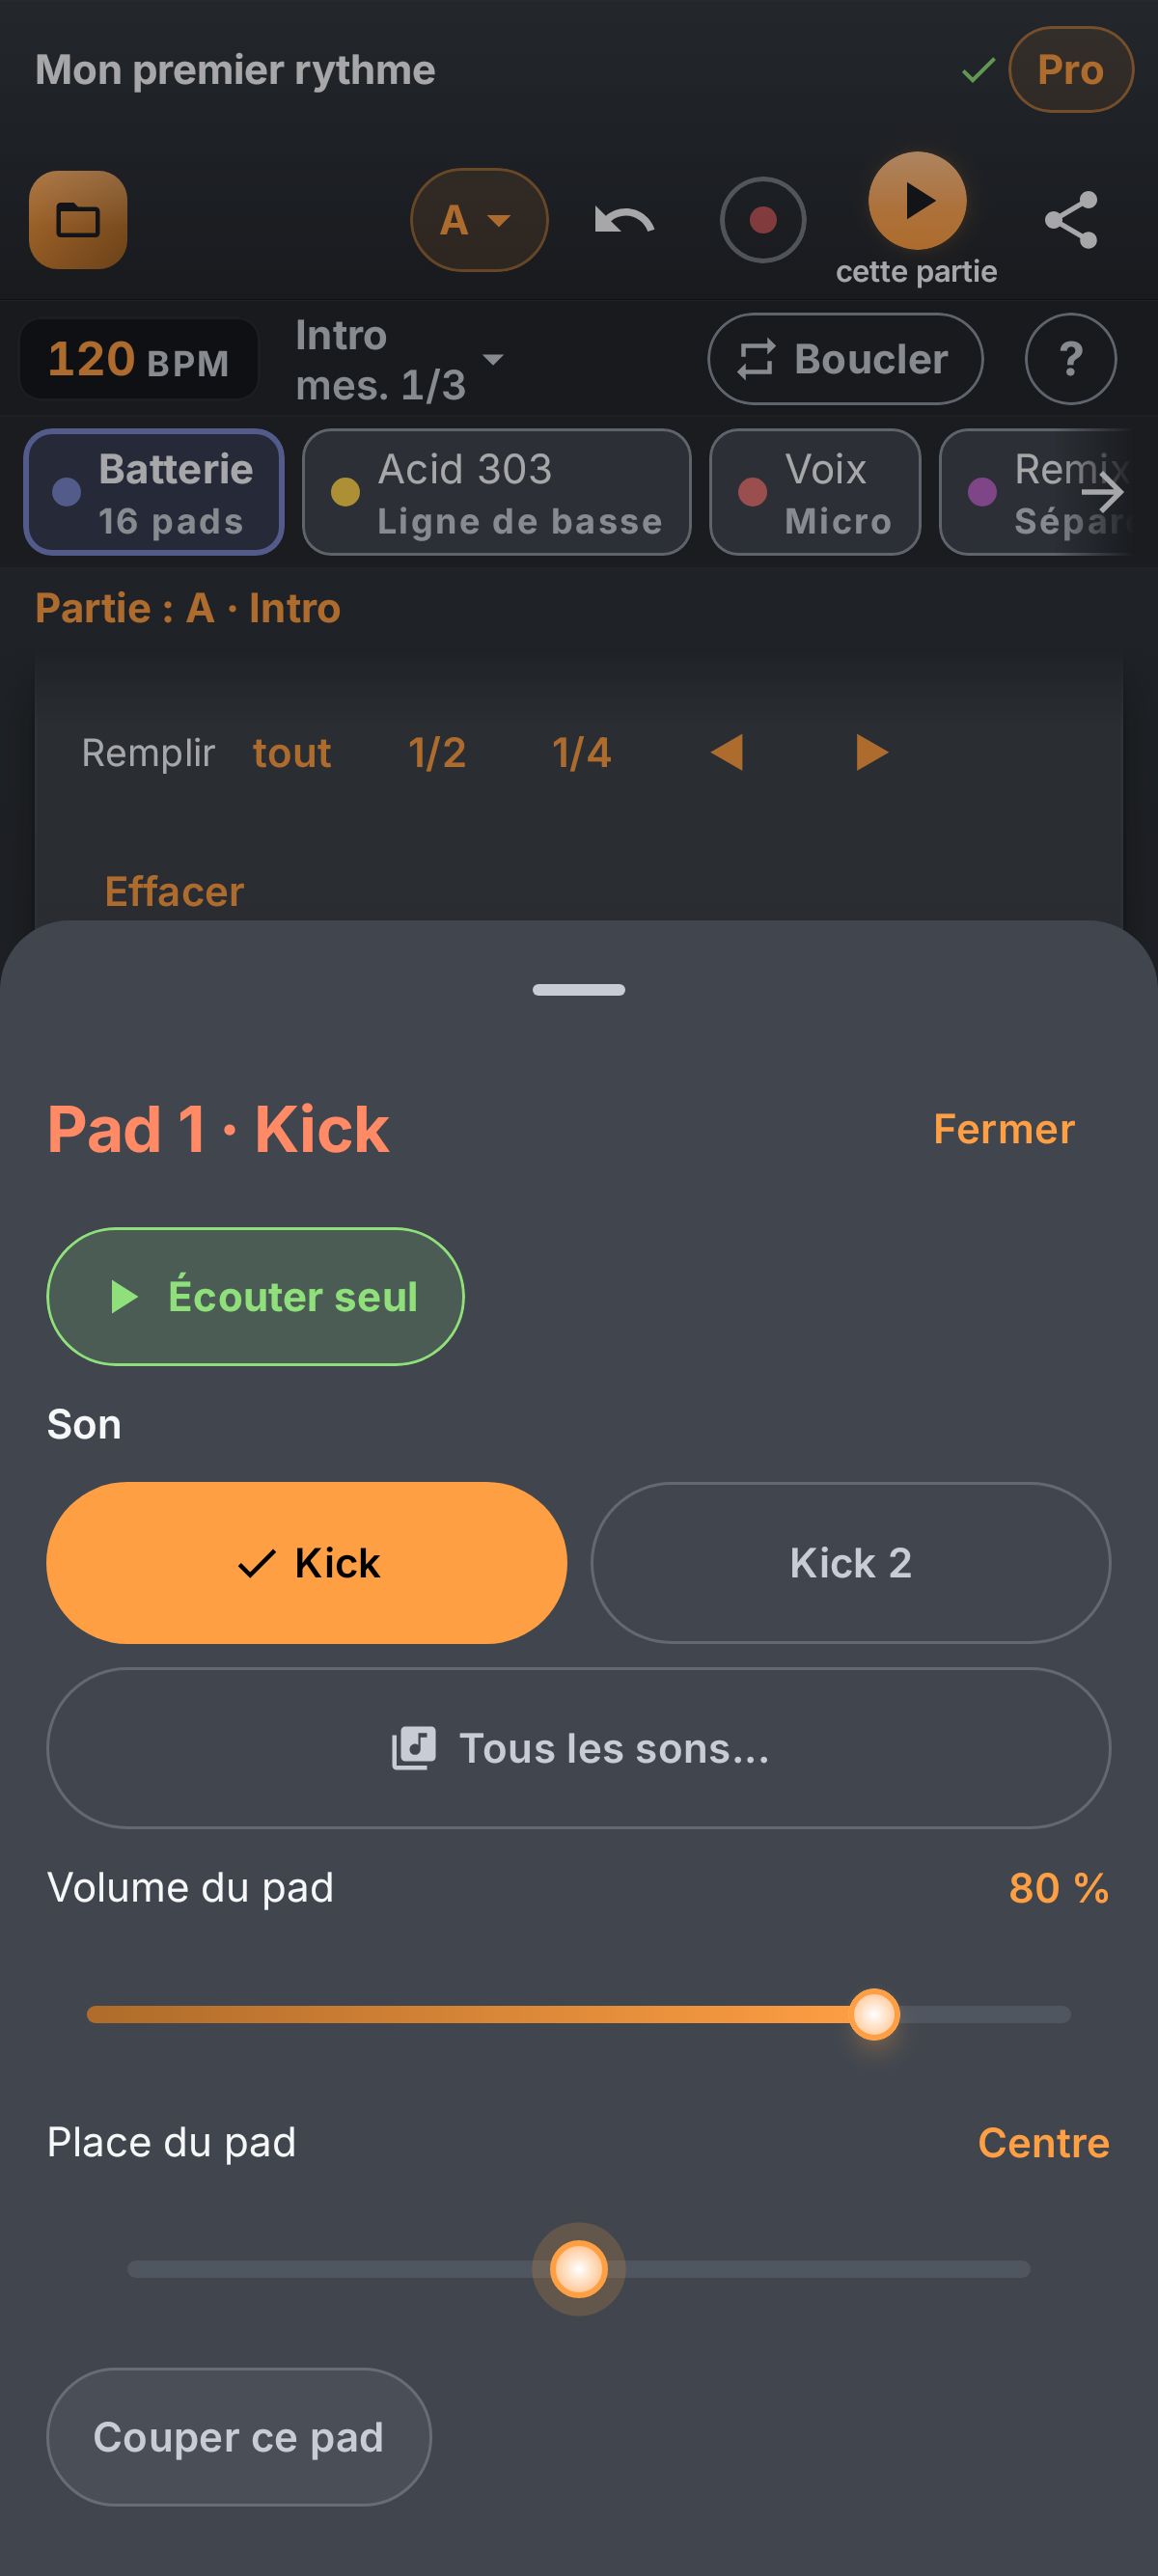 Mon premier rythme
Pro
A
cette partie
120 BPM
Intro
mes. 1/3
Boucler
?
Batterie
16 pads
Acid 303
Ligne de basse
Voix
Micro
Remix
Partie : A · Intro
Remplir tout 1/2 1/4
Effacer
Pad 1 · Kick
Fermer
Écouter seul
Son
Kick
Kick 2
Tous les sons...
Volume du pad
80 %
Place du pad
Centre
Couper ce pad